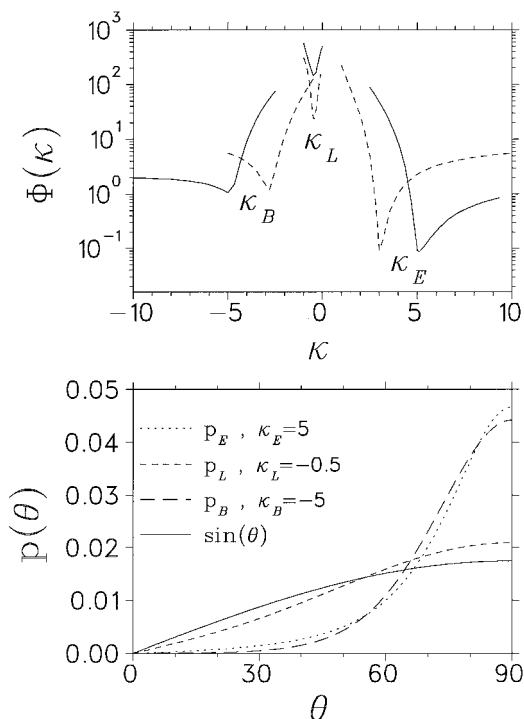 10³
10²
10¹
10⁰
10⁻¹
Φ(κ)
κ_L
κ_B
κ_E
−10 −5 0 5 10
κ
0.05
0.04
0.03
0.02
0.01
0.00
p(θ)
p_E , κ_E=5
p_L , κ_L=−0.5
p_B , κ_B=−5
sin(θ)
0 30 60 90
θ